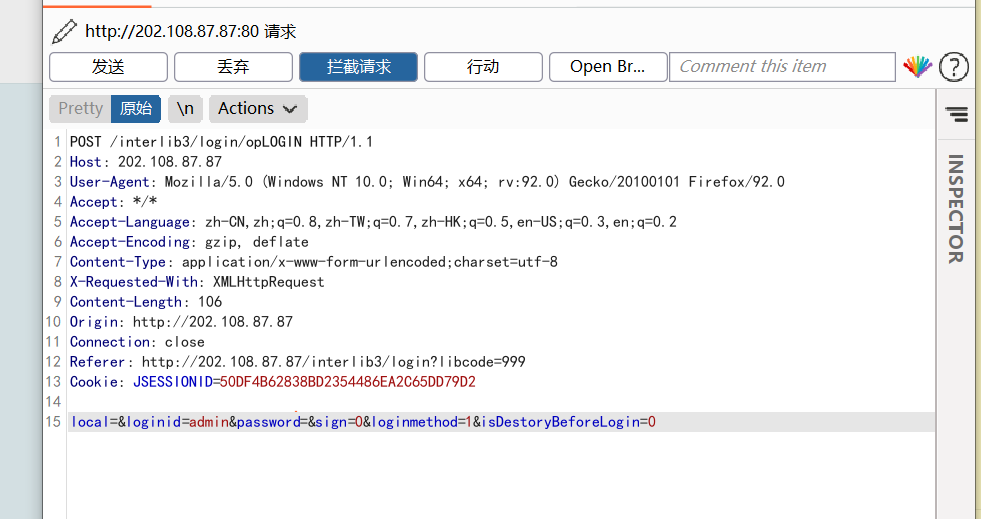 http://202.108.87.87:80 请求
发送 丢弃 拦截请求 行动 Open Br... Comment this item ?
Pretty 原始 \n Actions
1 POST /interlib3/login/opLOGIN HTTP/1.1
2 Host: 202.108.87.87
3 User-Agent: Mozilla/5.0 (Windows NT 10.0; Win64; x64; rv:92.0) Gecko/20100101 Firefox/92.0
4 Accept: */*
5 Accept-Language: zh-CN,zh;q=0.8,zh-TW;q=0.7,zh-HK;q=0.5,en-US;q=0.3,en;q=0.2
6 Accept-Encoding: gzip, deflate
7 Content-Type: application/x-www-form-urlencoded;charset=utf-8
8 X-Requested-With: XMLHttpRequest
9 Content-Length: 106
10 Origin: http://202.108.87.87
11 Connection: close
12 Referer: http://202.108.87.87/interlib3/login?libcode=999
13 Cookie: JSESSIONID=50DF4B62838BD2354486EA2C65DD79D2
14
15 local=&loginid=admin&password=&sign=0&loginmethod=1&isDestoryBeforeLogin=0
INSPECTOR